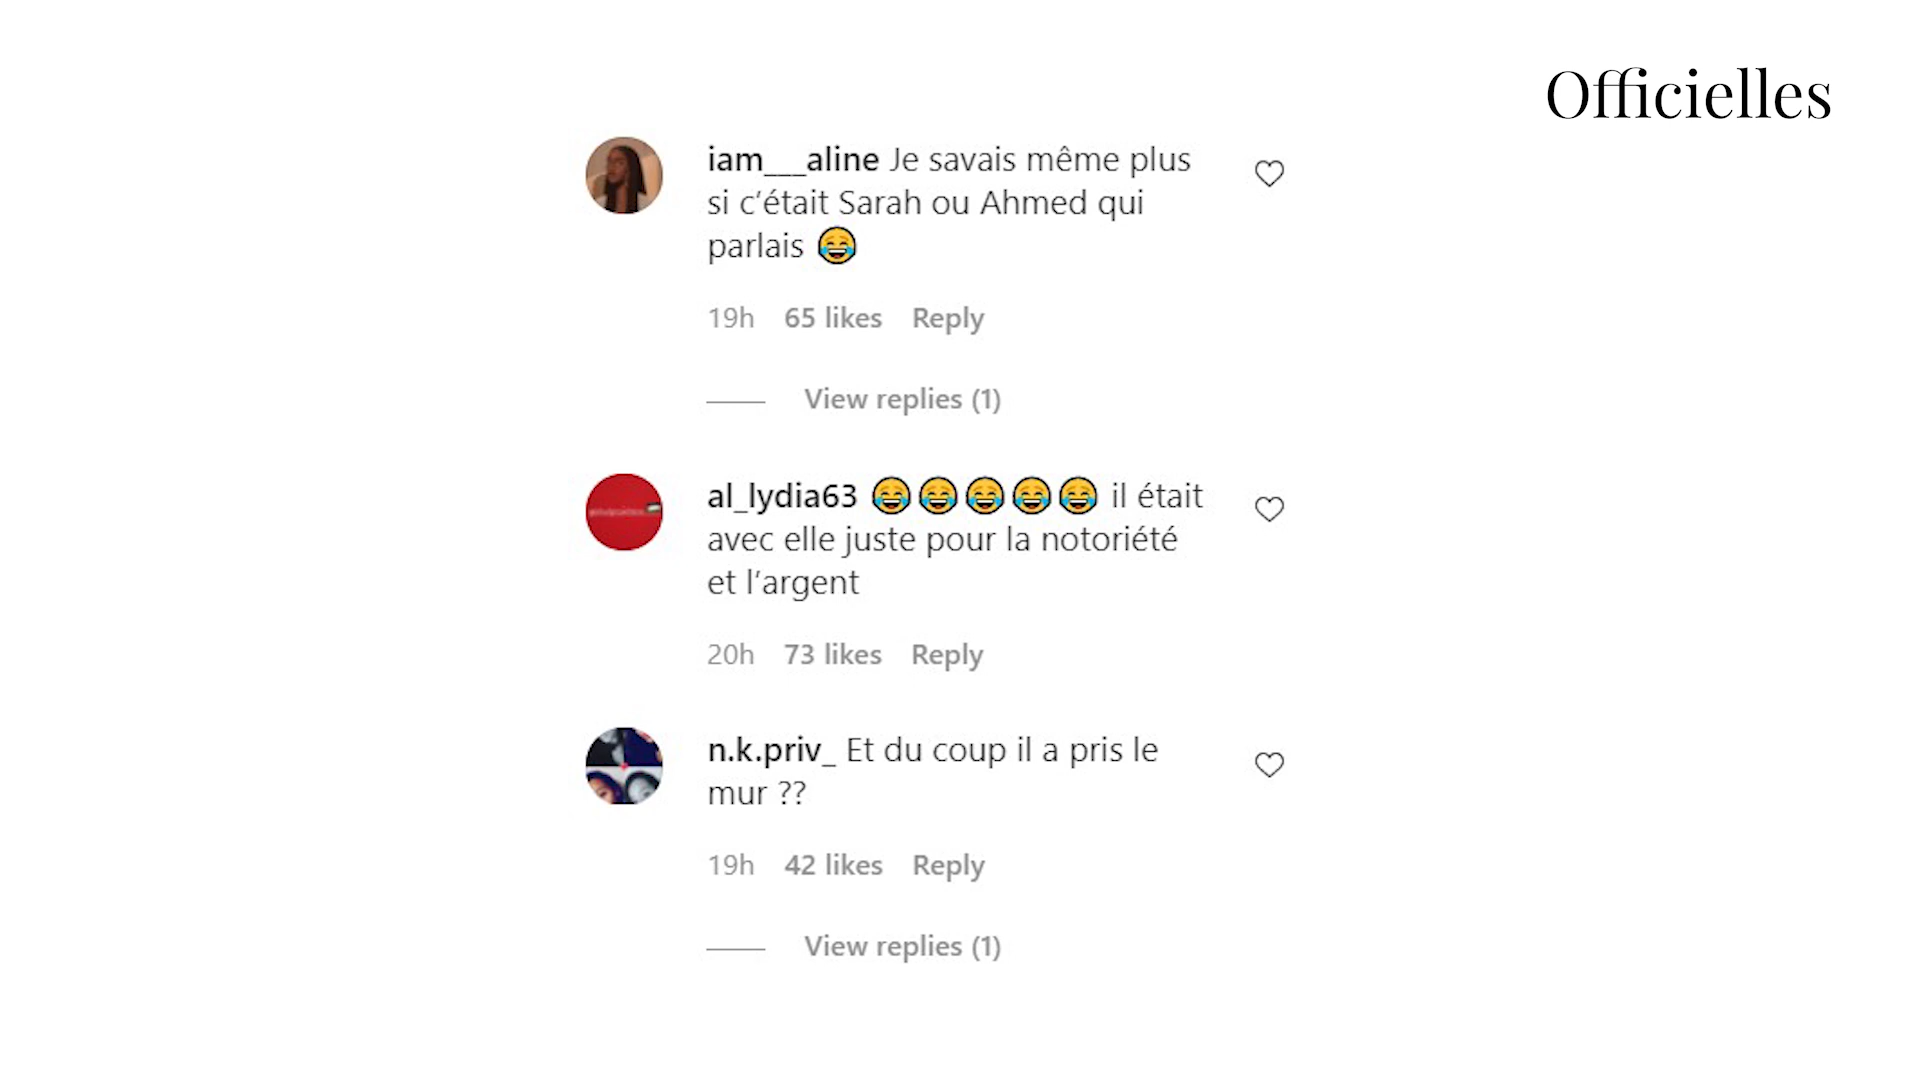 Officielles
iam___aline Je savais même plus
si c'était Sarah ou Ahmed qui
parlais 😂
19h 65 likes Reply
View replies (1)
al_lydia63 😂😂😂😂😂 il était
avec elle juste pour la notoriété
et l'argent
20h 73 likes Reply
n.k.priv_ Et du coup il a pris le
mur ??
19h 42 likes Reply
View replies (1)